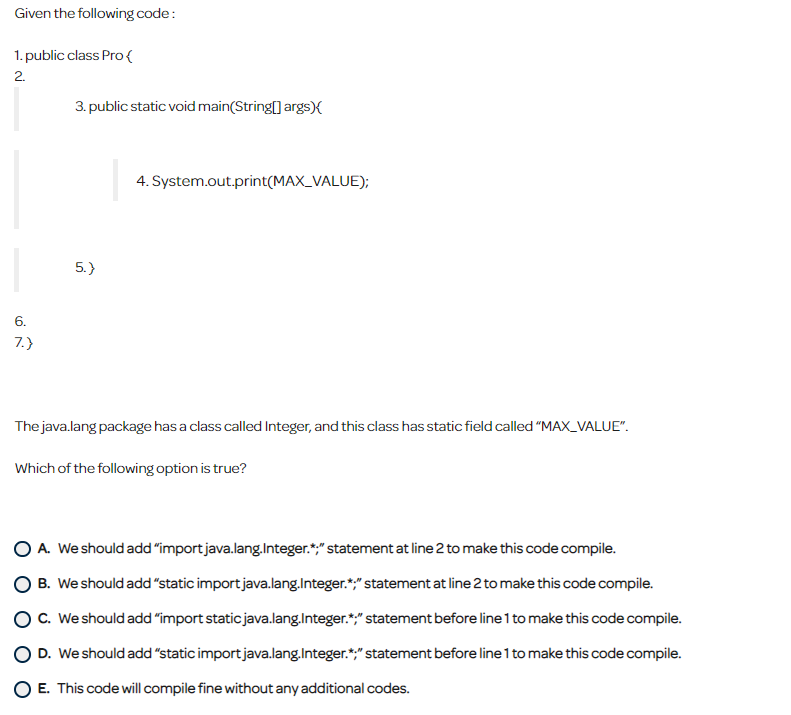 Given the following code :
1. public class Pro {
2.
3. public static void main(String[] args){
4. System.out.print(MAX_VALUE);
5. }
6.
7. }
The java.lang package has a class called Integer, and this class has static field called “MAX_VALUE”.
Which of the following option is true?
A. We should add “import java.lang.Integer.*;” statement at line 2 to make this code compile.
B. We should add “static import java.lang.Integer.*;” statement at line 2 to make this code compile.
C. We should add “import static java.lang.Integer.*;” statement before line 1 to make this code compile.
D. We should add “static import java.lang.Integer.*;” statement before line 1 to make this code compile.
E. This code will compile fine without any additional codes.